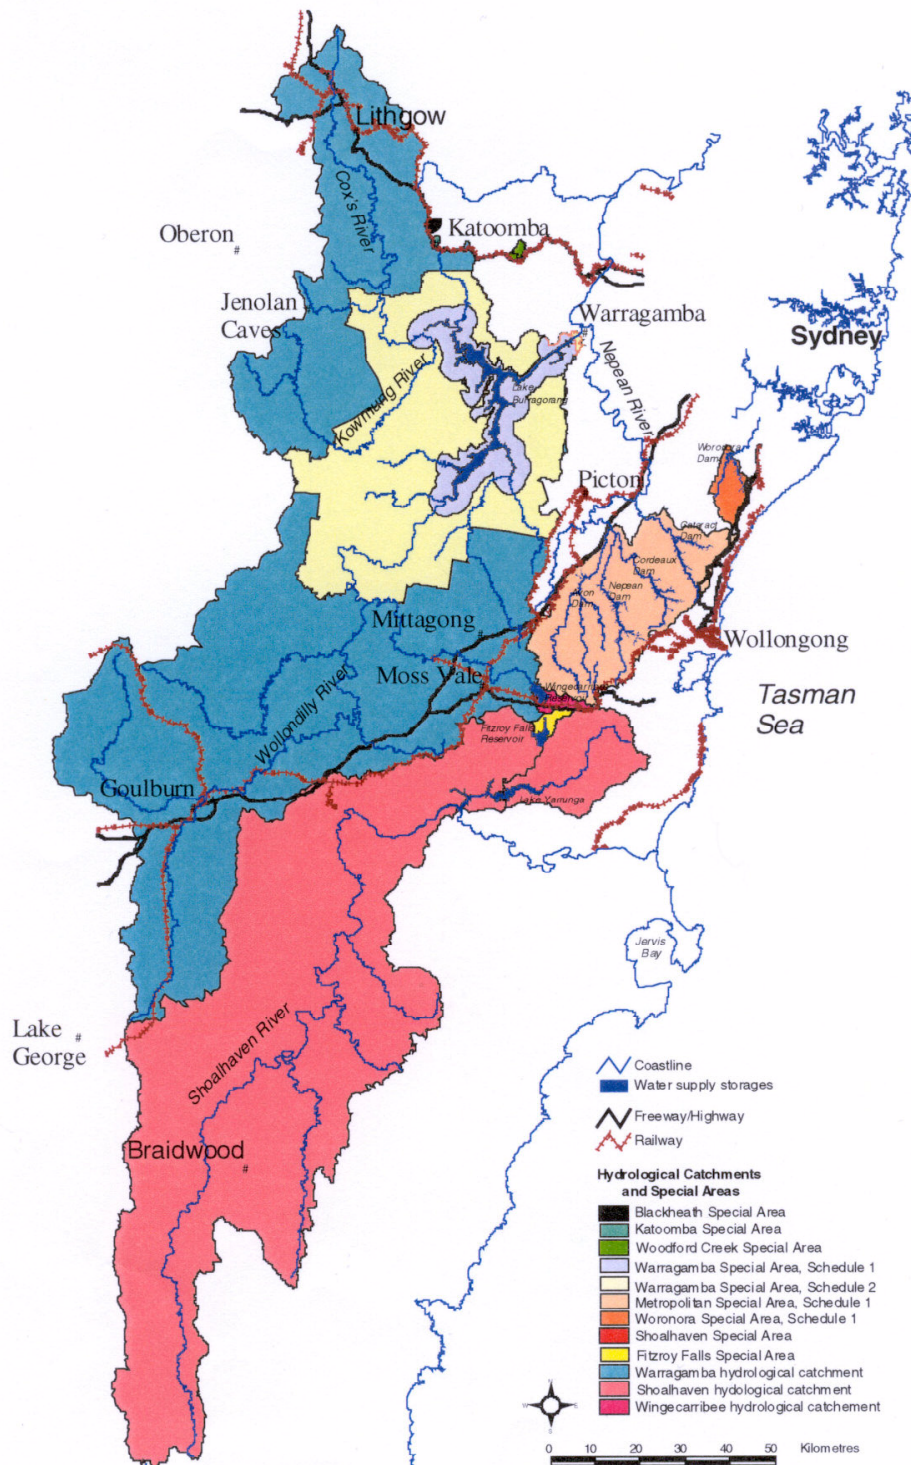 Lithgow
Cox's River
Oberon
#
Katoomba
Jenolan
Caves
Warragamba
#
Sydney
Nepean River
Kowmung River
Lake
Burragorang
Woronora
Dam
Picton
Cataract
Dam
Cordeaux
Dam
Nepean
Dam
Avon
Dam
Mittagong
#
Wollongong
Moss Vale
Wingecarribee
Reservoir
Tasman
Sea
Wollondilly River
Fitzroy Falls
Reservoir
Goulburn
Lake Yarrunga
Jervis
Bay
Lake
George
#
Shoalhaven River
Braidwood
#
Coastline
Water supply storages
Freeway/Highway
Railway
Hydrological Catchments
and Special Areas
Blackheath Special Area
Katoomba Special Area
Woodford Creek Special Area
Warragamba Special Area, Schedule 1
Warragamba Special Area, Schedule 2
Metropolitan Special Area, Schedule 1
Woronora Special Area, Schedule 1
Shoalhaven Special Area
Fitzroy Falls Special Area
Warragamba hydrological catchment
Shoalhaven hydological catchment
Wingecarribee hydrological catchement
0 10 20 30 40 50 Kilometres